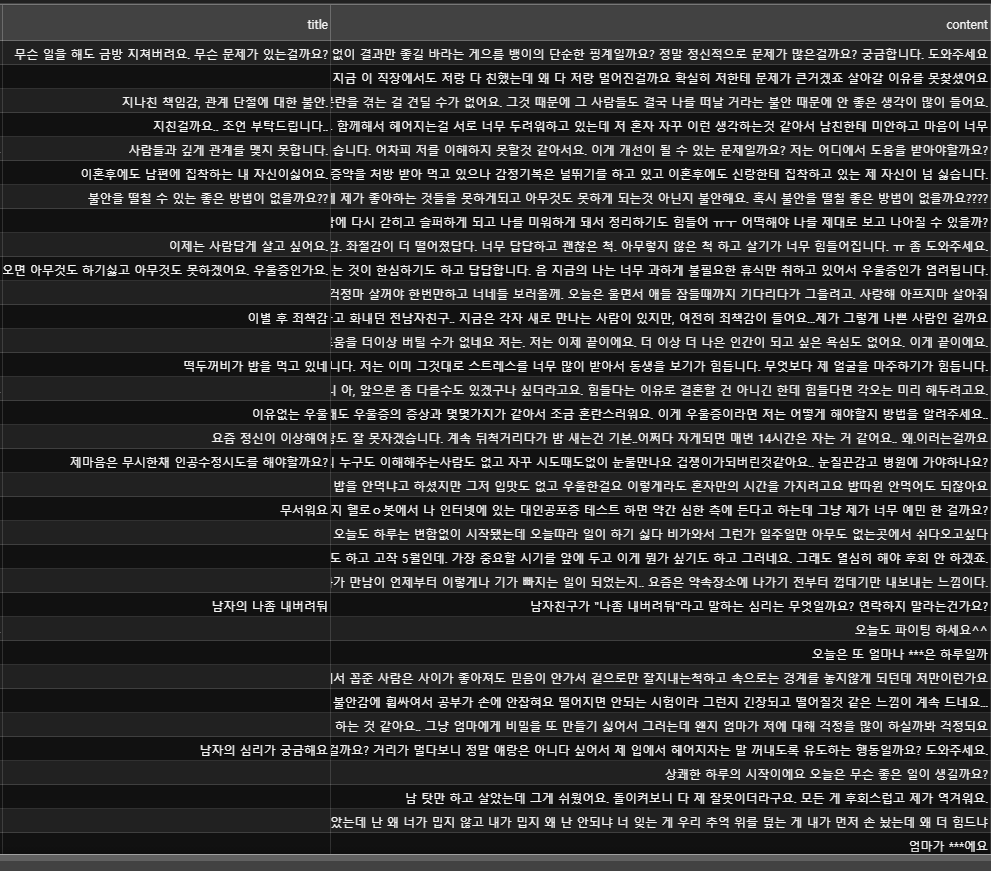 title content
무슨 일을 해도 금방 지쳐버려요. 무슨 문제가 있는걸까요? 없이 결과만 좋길 바라는 게으름 뱅이의 단순한 핑계일까요? 정말 정신적으로 문제가 많은걸까요? 궁금합니다. 도와주세요
지금 이 직장에서도 저랑 다 친했는데 왜 다 저랑 멀어진걸까요 확실히 저한테 문제가 큰거겠죠 살아갈 이유를 못찾겠어요
지나친 책임감, 관계 단절에 대한 불안. 란을 겪는 걸 견딜 수가 없어요. 그것 때문에 그 사람들도 결국 나를 떠날 거라는 불안 때문에 안 좋은 생각이 많이 들어요.
지친걸까요.. 조언 부탁드립니다.. 함께해서 헤어지는걸 서로 너무 두려워하고 있는데 저 혼자 자꾸 이런 생각하는것 같아서 남친한테 미안하고 마음이 너무
사람들과 깊게 관계를 맺지 못합니다. 습니다. 어차피 저를 이해하지 못할것 같아서요. 이게 개선이 될 수 있는 문제일까요? 저는 어디에서 도움을 받아야할까요?
이혼후에도 남편에 집착하는 내 자신이싫어요. 증약을 처방 받아 먹고 있으나 감정기복은 널뛰기를 하고 있고 이혼후에도 신랑한테 집착하고 있는 제 자신이 넘 싫습니다.
불안을 떨칠 수 있는 좋은 방법이 없을까요?? 제가 좋아하는 것들을 못하게되고 아무것도 못하게 되는것 아닌지 불안해요. 혹시 불안을 떨칠 좋은 방법이 없을까요????
에 다시 갇히고 슬퍼하게 되고 나를 미워하게 돼서 정리하기도 힘들어 ㅠㅜ 어떡해야 나를 제대로 보고 나아질 수 있을까?
이제는 사람답게 살고 싶어요. 감. 좌절감이 더 떨어졌답다. 너무 답답하고 괜찮은 척. 아무렇지 않은 척 하고 살기가 너무 힘들어집니다. ㅠ 좀 도와주세요.
오면 아무것도 하기싫고 아무것도 못하겠어요. 우울증인가요. 는 것이 한심하기도 하고 답답합니다. 음 지금의 나는 너무 과하게 불필요한 휴식만 취하고 있어서 우울증인가 염려됩니다.
걱정마 살꺼야 한번만하고 너네들 보러올께. 오늘은 울면서 애들 잠들때까지 기다리다가 그을려고. 사랑해 아프지마 살아줘
이별 후 죄책감 고 화내던 전남자친구.. 지금은 각자 새로 만나는 사람이 있지만, 여전히 죄책감이 들어요...제가 그렇게 나쁜 사람인 걸까요
움을 더이상 버틸 수가 없네요 저는. 저는 이제 끝이에요. 더 이상 더 나은 인간이 되고 싶은 욕심도 없어요. 이게 끝이에요.
떡두꺼비가 밥을 먹고 있네 니다. 저는 이미 그것대로 스트레스를 너무 많이 받아서 동생을 보기가 힘듭니다. 무엇보다 제 얼굴을 마주하기가 힘듭니다.
아, 앞으론 좀 다를수도 있겠구나 싶더라고요. 힘들다는 이유로 결혼할 건 아니긴 한데 힘들다면 각오는 미리 해두려고요.
이유없는 우울 도 우울증의 증상과 몇몇가지가 같아서 조금 혼란스러워요. 이게 우울증이라면 저는 어떻게 해야할지 방법을 알려주세요..
요즘 정신이 이상해여 도 잘 못자겠습니다. 계속 뒤척거리다가 밤 새는건 기본..어쩌다 자게되면 매번 14시간은 자는 거 같어요.. 왜.이러는걸까요
제마음은 무시한채 인공수정시도를 해야할까요? 누구도 이해해주는사람도 없고 자꾸 시도때도없이 눈물만나요 겁쟁이가되버린것같아요.. 눈질끈감고 병원에 가야하나요?
밥을 안먹냐고 하셨지만 그저 입맛도 없고 우울한걸요 이렇게라도 혼자만의 시간을 가지려고요 밥따윈 안먹어도 되잖아요
무서워요 지 헬로ㅇ봇에서 나 인터넷에 있는 대인공포증 테스트 하면 약간 심한 측에 든다고 하는데 그냥 제가 너무 예민 한 걸까요?
오늘도 하루는 변함없이 시작됐는데 오늘따라 일이 하기 싫다 비가와서 그런가 일주일만 아무도 없는곳에서 쉬다오고싶다
도 하고 고작 5월인데. 가장 중요할 시기를 앞에 두고 이게 뭔가 싶기도 하고 그러네요. 그래도 열심히 해야 후회 안 하겠죠.
가 만남이 언제부터 이렇게나 기가 빠지는 일이 되었는지.. 요즘은 약속장소에 나가기 전부터 껍데기만 내보내는 느낌이다.
남자의 나좀 내버려둬 남자친구가 "나좀 내버려둬"라고 말하는 심리는 무엇일까요? 연락하지 말라는건가요?
오늘도 파이팅 하세요^^
오늘은 또 얼마나 ***은 하루일까
서 꼽준 사람은 사이가 좋아져도 믿음이 안가서 겉으로만 잘지내는척하고 속으로는 경계를 놓지않게 되던데 저만이런가요
불안감에 휩싸여서 공부가 손에 안잡혀요 떨어지면 안되는 시험이라 그런지 긴장되고 떨어질것 같은 느낌이 계속 드네요...
하는 것 같아요.. 그냥 엄마에게 비밀을 또 만들기 싫어서 그러는데 왠지 엄마가 저에 대해 걱정을 많이 하실까봐 걱정되요
남자의 심리가 궁금해요 걸까요? 거리가 멀다보니 정말 얘랑은 아니다 싶어서 제 입에서 헤어지자는 말 꺼내도록 유도하는 행동일까요? 도와주세요.
상쾌한 하루의 시작이에요 오늘은 무슨 좋은 일이 생길까요?
남 탓만 하고 살았는데 그게 쉬웠어요. 돌이켜보니 다 제 잘못이더라구요. 모든 게 후회스럽고 제가 역겨워요.
았는데 난 왜 너가 밉지 않고 내가 밉지 왜 난 안되냐 너 잊는 게 우리 추억 위를 덮는 게 내가 먼저 손 놨는데 왜 더 힘드냐
엄마가 ***에요